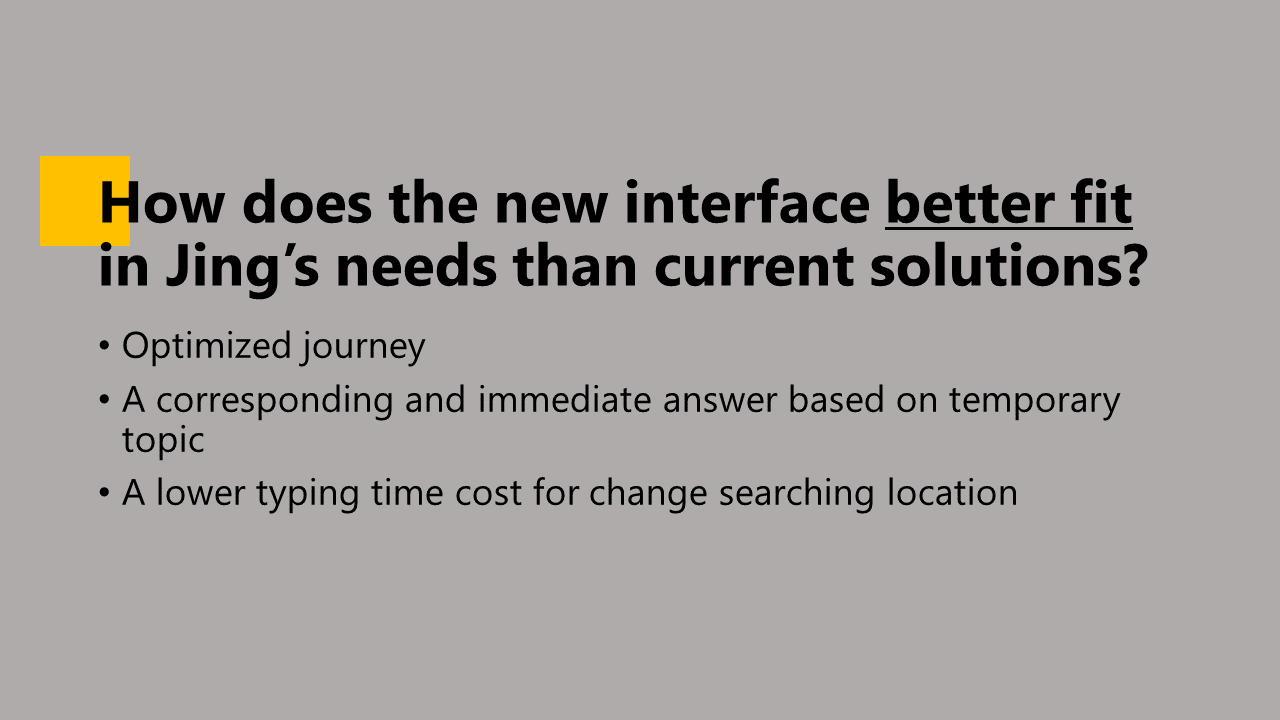 How does the new interface better fit
in Jing’s needs than current solutions?
• Optimized journey
• A corresponding and immediate answer based on temporary
topic
• A lower typing time cost for change searching location